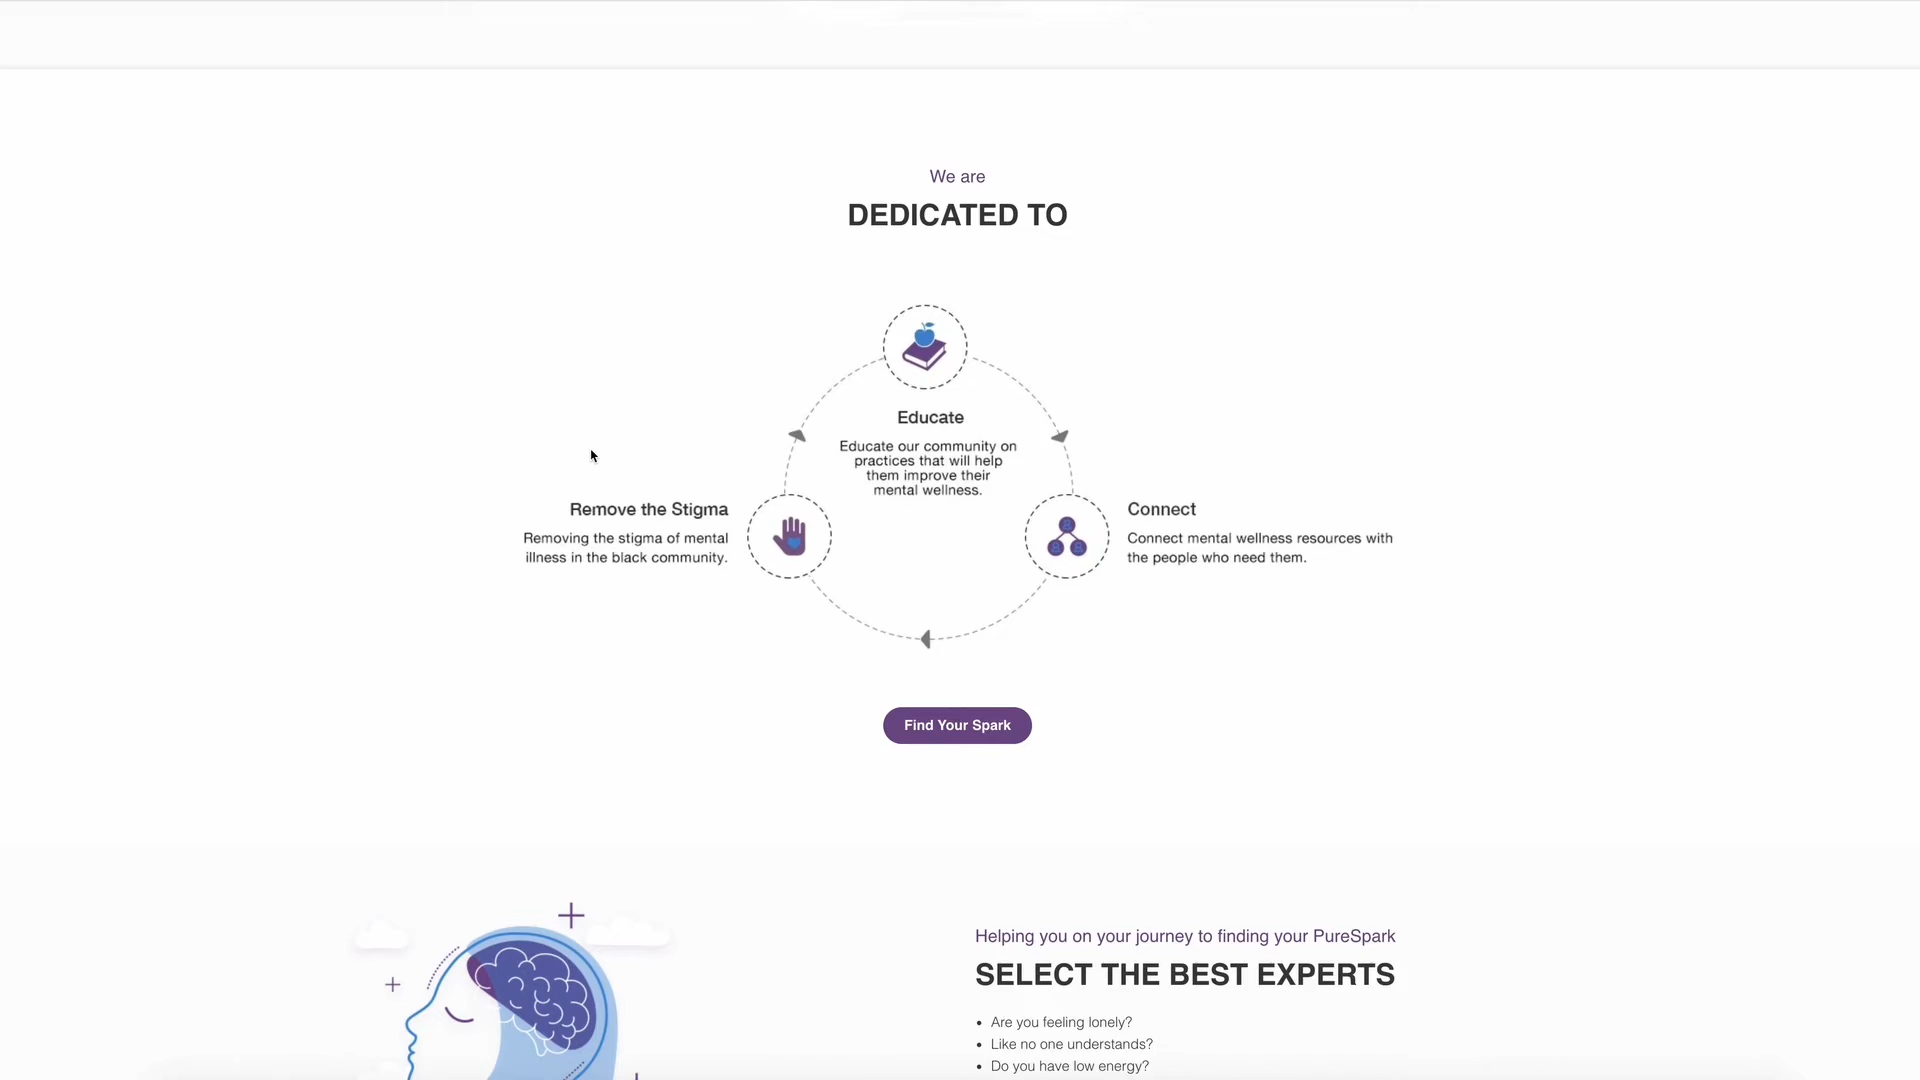 We are
DEDICATED TO
Educate
Educate our community on
practices that will help
them improve their
mental wellness.
Remove the Stigma
Removing the stigma of mental
illness in the black community.
Connect
Connect mental wellness resources with
the people who need them.
Find Your Spark
Helping you on your journey to finding your PureSpark
SELECT THE BEST EXPERTS
• Are you feeling lonely?
• Like no one understands?
• Do you have low energy?